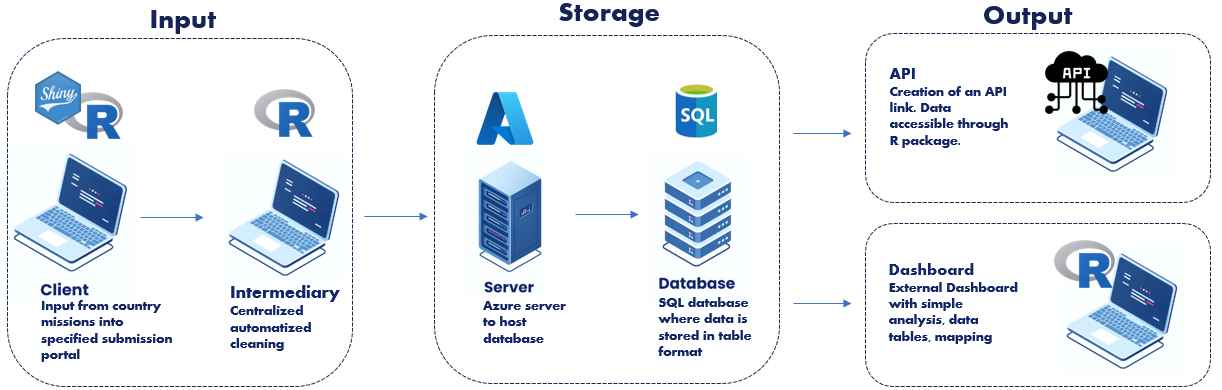 Input
Shiny
R
Client
Input from country
missions into
specified submission
portal
R
Intermediary
Centralized
automatized
cleaning
Storage
Server
Azure server
to host
database
SQL
Database
SQL database
where data is
stored in table
format
Output
API
Creation of an API
link. Data
accessible through
R package.
API
Dashboard
External Dashboard
with simple
analysis, data
tables, mapping
R